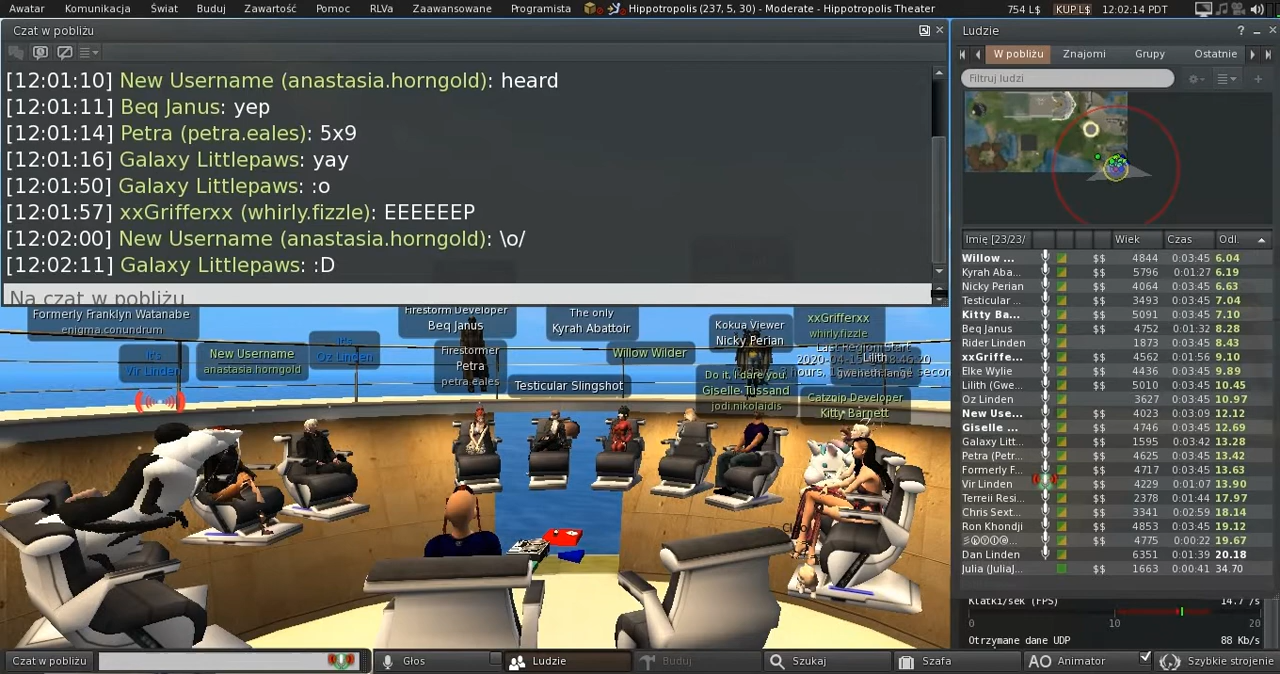 Awatar Komunikacja Świat Buduj Zawartość Pomoc RLVa Zaawansowane Programista Hippotropolis (237, 5, 30) - Moderate - Hippotropolis Theater 754 L$ KUP L$ 12:02:14 PDT
Czat w pobliżu
[12:01:10] New Username (anastasia.horngold): heard
[12:01:11] Beq Janus: yep
[12:01:14] Petra (petra.eales): 5x9
[12:01:16] Galaxy Littlepaws: yay
[12:01:50] Galaxy Littlepaws: :o
[12:01:57] xxGrifferxx (whirly.fizzle): EEEEEEP
[12:02:00] New Username (anastasia.horngold): \o/
[12:02:11] Galaxy Littlepaws: :D
Na czat w pobliżu
Ludzie
W pobliżu Znajomi Grupy Ostatnie
Filtruj ludzi
Imię [23/23/ Wiek Czas Odl.
Willow ... $$ 4844 0:03:45 6.04
Kyrah Aba... $$ 5796 0:01:27 6.19
Nicky Perian $$ 4064 0:03:45 6.63
Testicular ... $$ 3493 0:03:45 7.04
Kitty Ba... $$ 5091 0:03:45 7.10
Beq Janus $$ 4752 0:01:32 8.28
Rider Linden 1873 0:03:45 8.43
xxGriffe... $$ 4562 0:01:56 9.10
Elke Wylie $$ 4436 0:03:45 9.89
Lilith (Gwe... $$ 5010 0:03:45 10.45
Oz Linden 3627 0:03:45 10.97
New Use... $$ 4023 0:03:09 12.12
Giselle ... $$ 4746 0:03:45 12.69
Galaxy Litt... $$ 1595 0:03:42 13.28
Petra (Petr... $$ 4625 0:03:45 13.42
Formerly F... $$ 4717 0:03:45 13.63
Vir Linden $$ 4229 0:01:07 13.90
Terreii Resi... $$ 2378 0:01:44 17.97
Chris Sext... $$ 3341 0:02:59 18.14
Ron Khondji $$ 4853 0:03:45 19.12
$$ 4775 0:00:22 19.67
Dan Linden 6351 0:01:39 20.18
Julia (JuliaJ... $$ 1663 0:00:41 34.70
Klatki/sek (FPS) 14.7 /s
0 10 20
Otrzymane dane UDP 88 Kb/s
Formerly Franklyn Watanabe
enigma.conundrum
It's
Vir Linden
New Username
anastasia.horngold
It's
Oz Linden
Firestorm Developer
Beq Janus
Firestormer
Petra
petra.eales
The only
Kyrah Abattoir
Testicular Slingshot
Willow Wilder
Kokua Viewer
Nicky Perian
Do it, I dare you
Giselle Tussand
jodi.nikolaidis
xxGrifferxx
whirly.fizzle
Last Region Start
Lilith
gwenethlange
Catznip Developer
Kitty Barnett
Czat w pobliżu Głos Ludzie Buduj Szukaj Szafa AO Animator Szybkie strojenie